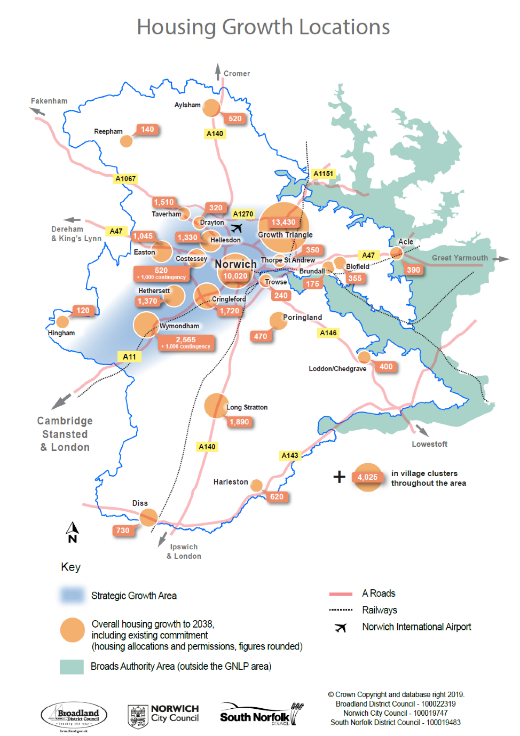 Housing Growth Locations
Cromer
Fakenham
Aylsham
520
Reepham
140
A140
A1067
A1151
1,510
320
Taverham
A1270
Drayton
13,430
Growth Triangle
Dereham
& King's Lynn
A47
1,045
1,330
Hellesdon
Easton
Costessey
Norwich
10,020
350
Thorpe St Andrew
A47
Acle
Great Yarmouth
390
520
+ 1,000 contingency
Brundall
Blofield
355
175
Trowse
240
Hethersett
1,370
Cringleford
1,720
120
Hingham
Wymondham
2,565
+ 1,000 contingency
Poringland
470
A146
A11
Loddon/Chedgrave
400
Cambridge
Stansted
& London
Long Stratton
1,890
Lowestoft
A140
A143
+
4,025
in village clusters
throughout the area
Harleston
620
Diss
730
N
Ipswich
& London
Key
Strategic Growth Area
Overall housing growth to 2038,
including existing commitment
(housing allocations and permissions, figures rounded)
Broads Authority Area (outside the GNLP area)
A Roads
Railways
Norwich International Airport
Broadland
District Council
NORWICH
City Council
South Norfolk
COUNCIL
© Crown Copyright and database right 2019.
Broadland District Council - 100022319
Norwich City Council - 100019747
South Norfolk District Council - 100019483